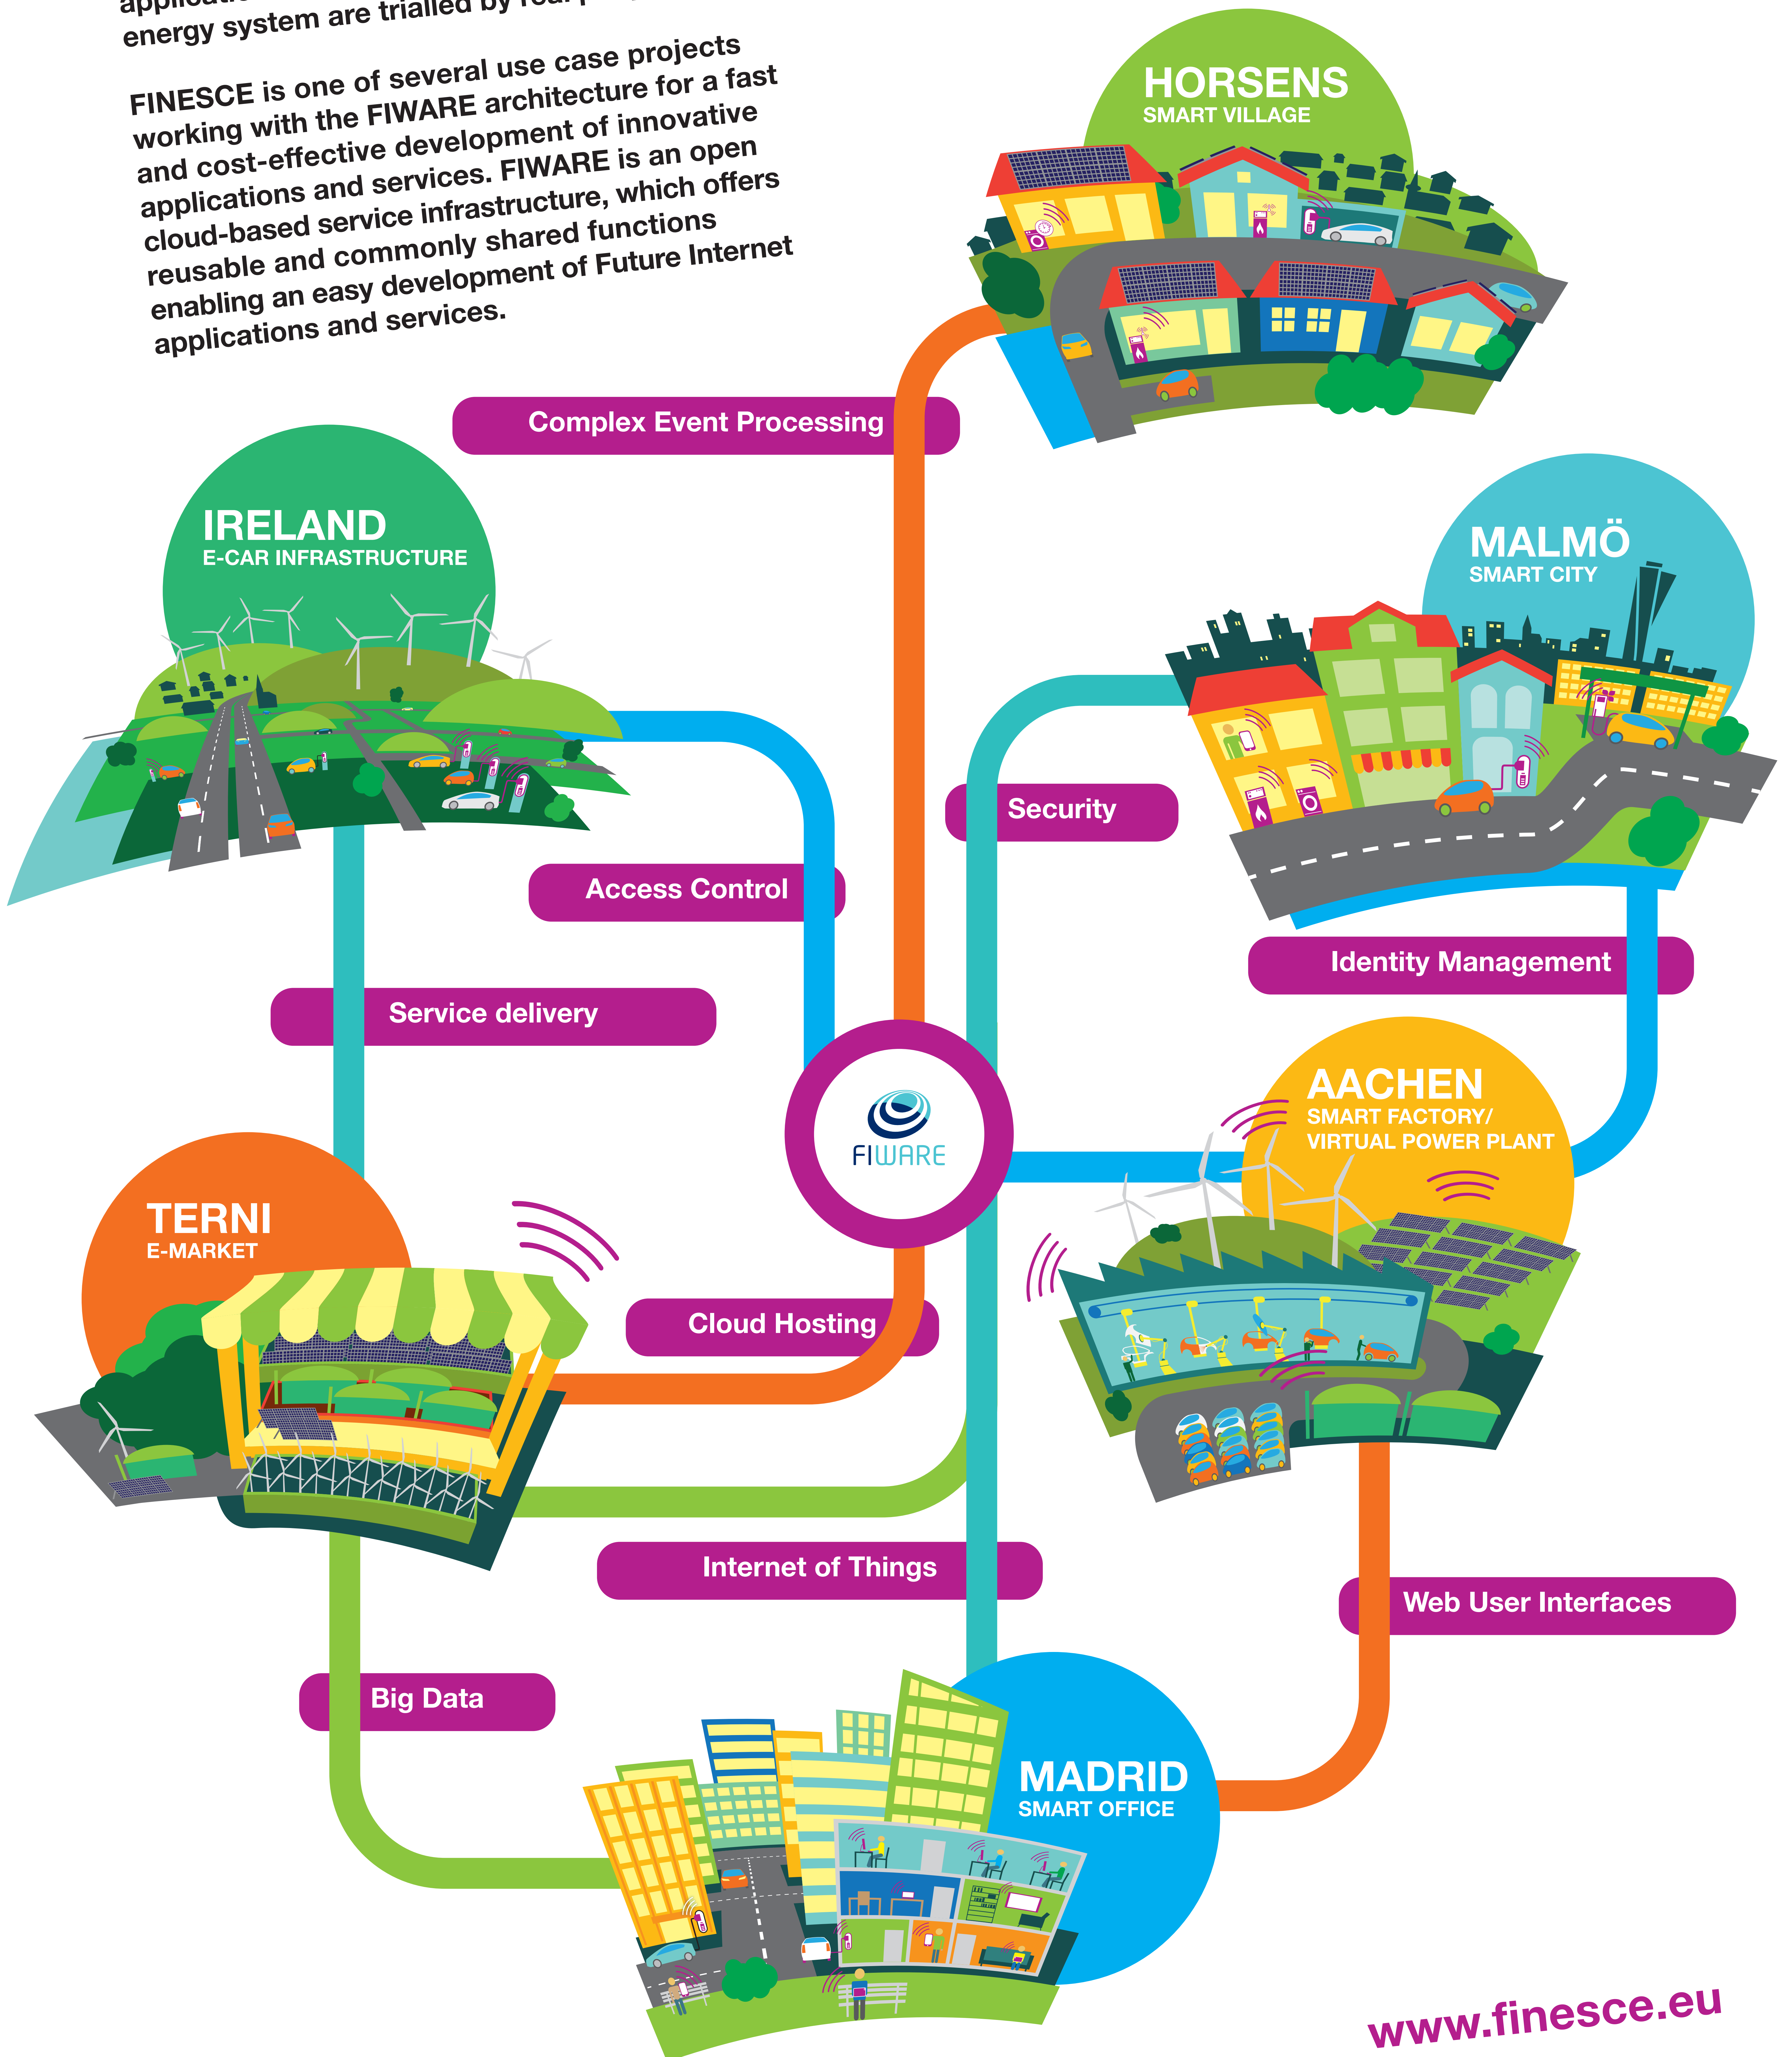 energy system are trialled by
FINESCE is one of several use case projects
working with the FIWARE architecture for a fast
and cost-effective development of innovative
applications and services. FIWARE is an open
cloud-based service infrastructure, which offers
reusable and commonly shared functions
enabling an easy development of Future Internet
applications and services.
HORSENS
SMART VILLAGE
Complex Event Processing
IRELAND
E-CAR INFRASTRUCTURE
MALMÖ
SMART CITY
Security
Access Control
Identity Management
Service delivery
AACHEN
SMART FACTORY/
VIRTUAL POWER PLANT
FIWARE
TERNI
E-MARKET
Cloud Hosting
Internet of Things
Web User Interfaces
Big Data
MADRID
SMART OFFICE
www.finesce.eu